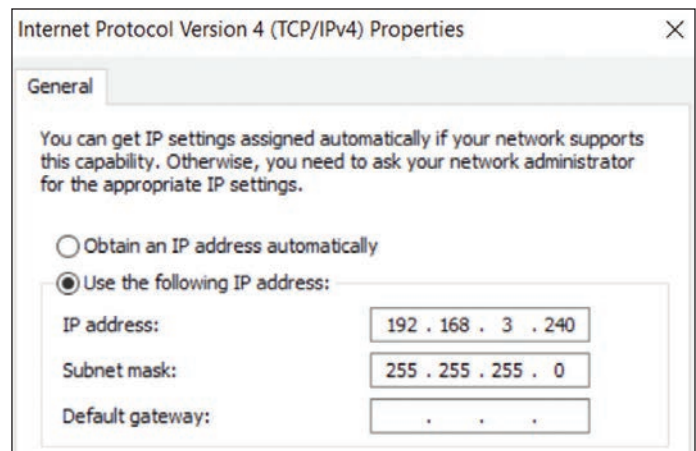 Internet Protocol Version 4 (TCP/IPv4) Properties
General
You can get IP settings assigned automatically if your network supports
this capability. Otherwise, you need to ask your network administrator
for the appropriate IP settings.
Obtain an IP address automatically
Use the following IP address:
IP address: 192 . 168 . 3 . 240
Subnet mask: 255 . 255 . 255 . 0
Default gateway: . . .